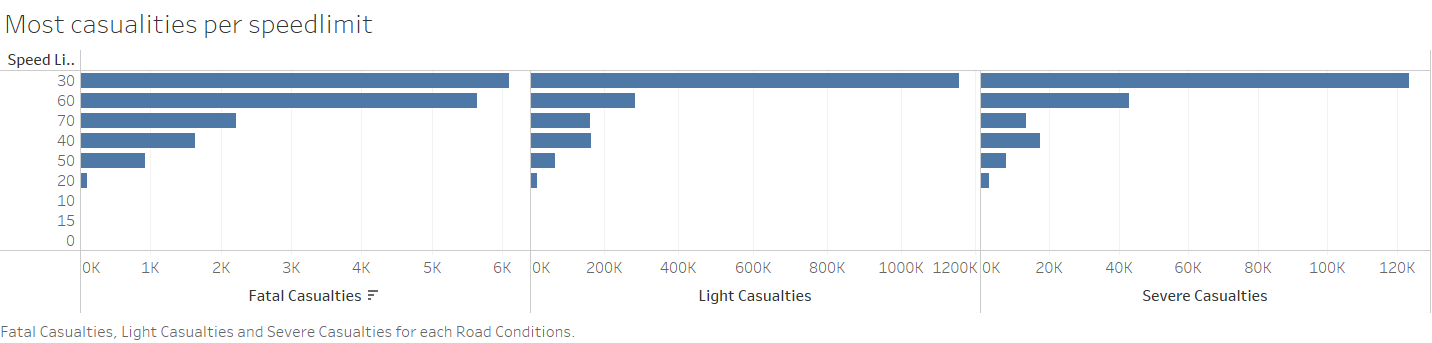 Most casualities per speedlimit
Speed Li..
30
60
70
40
50
20
10
15
0
0K 1K 2K 3K 4K 5K 6K 0K 200K 400K 600K 800K 1000K 1200K 0K 20K 40K 60K 80K 100K 120K
Fatal Casualties Light Casualties Severe Casualties
Fatal Casualties, Light Casualties and Severe Casualties for each Road Conditions.